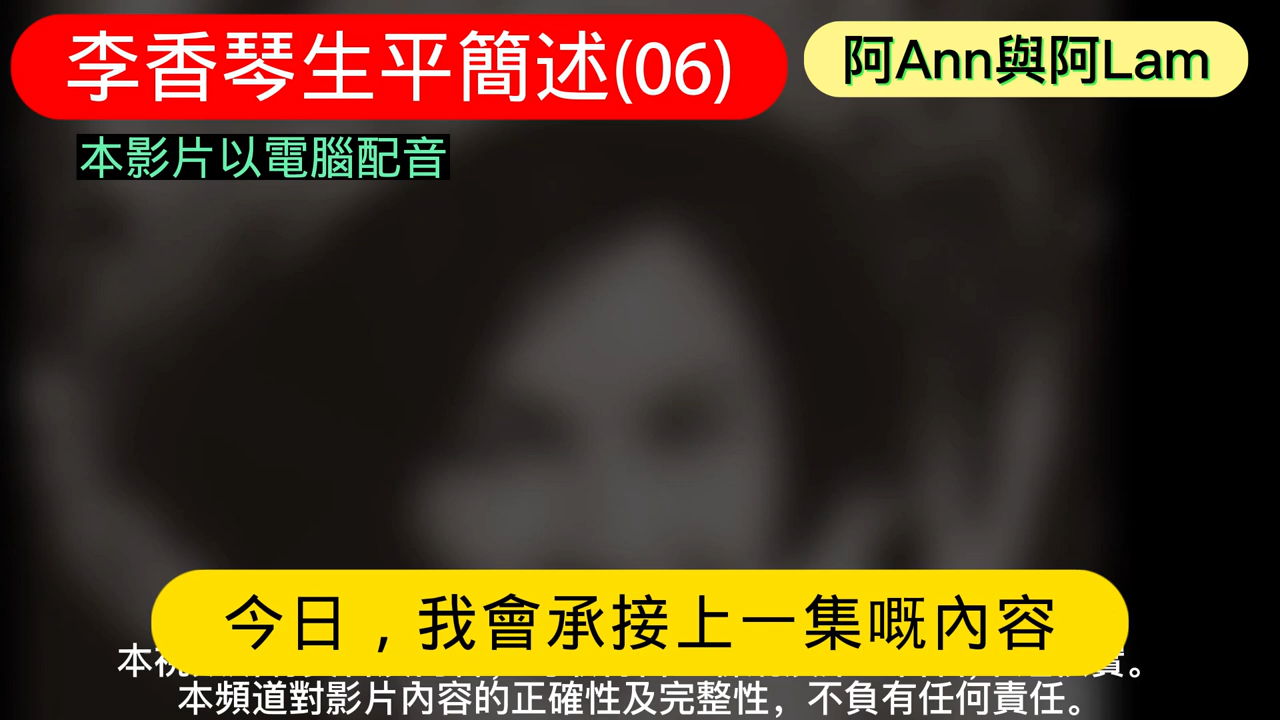 李香琴生平簡述(06)
阿Ann與阿Lam
本影片以電腦配音
今日，我會承接上一集嘅內容
本
責。
本頻道對影片內容的正確性及完整性，不負有任何責任。